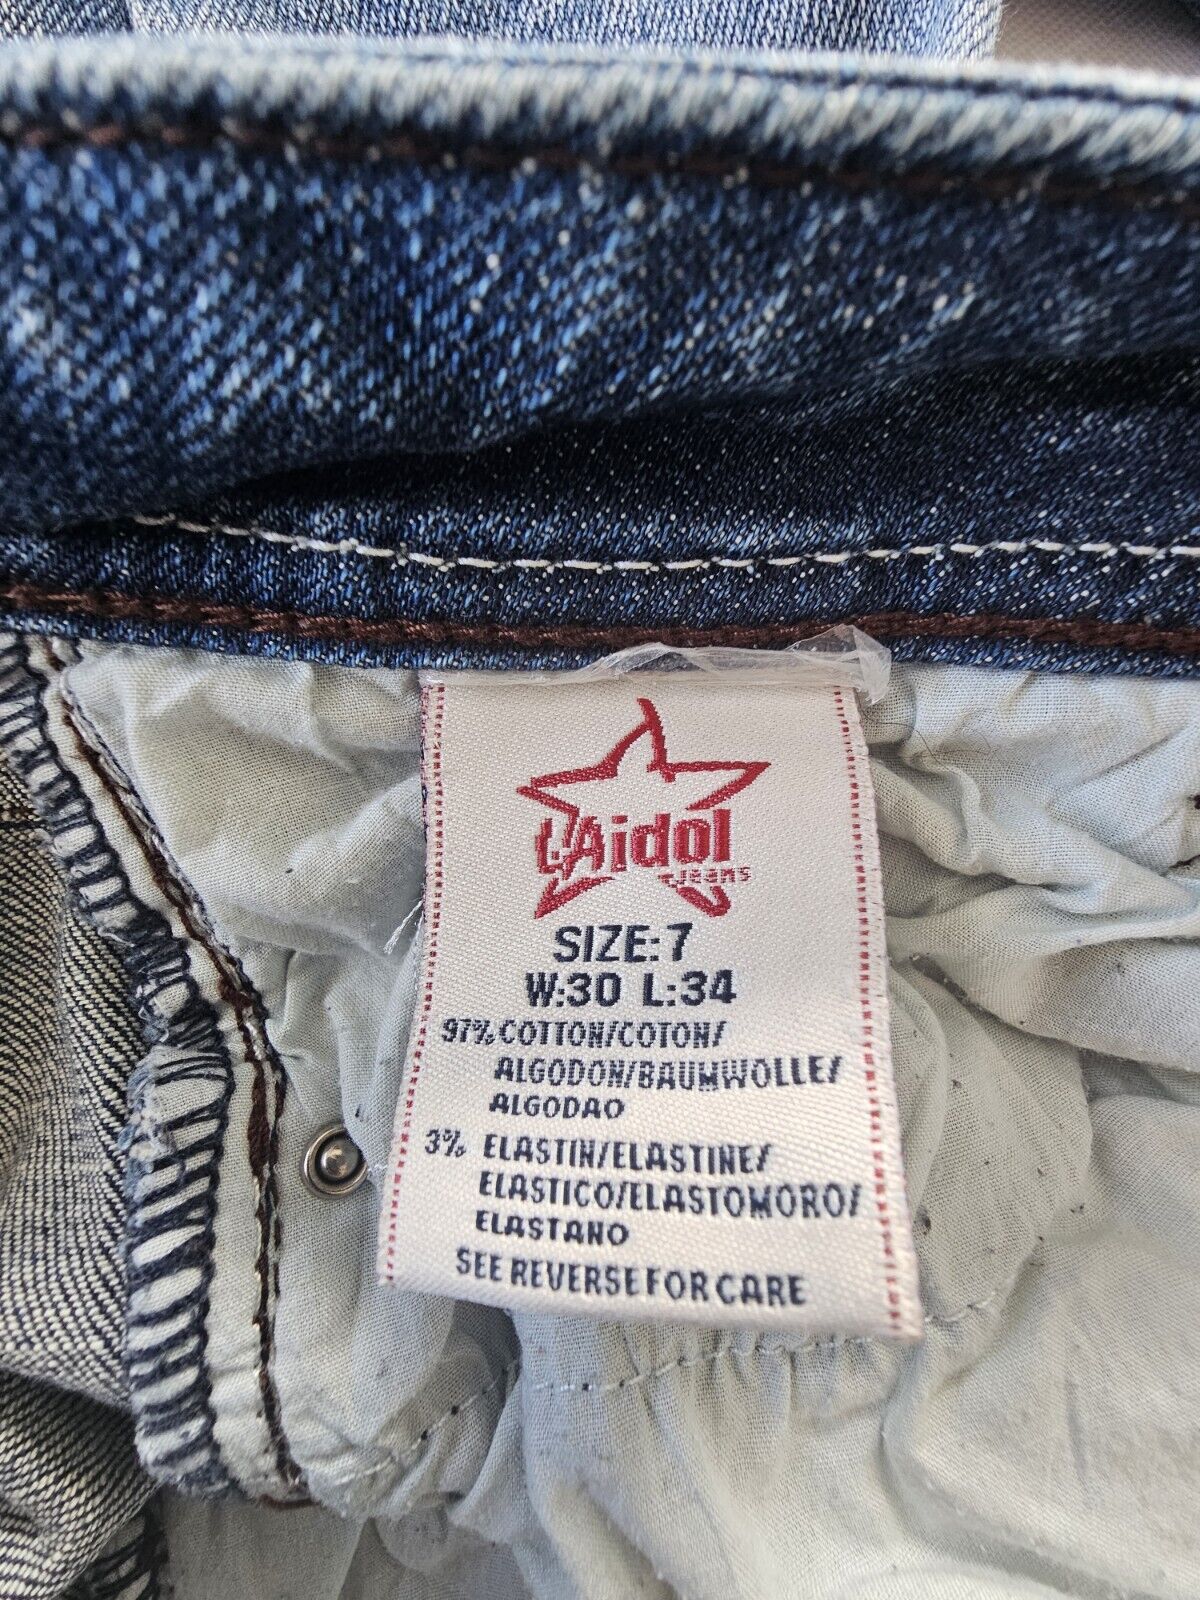 L'Aidol
Jeans
SIZE:7
W:30 L:34
97% COTTON/COTON/
ALGODON/BAUMWOLLE/
ALGODAO
3% ELASTIN/ELASTINE/
ELASTICO/ELASTOMORO/
ELASTANO
SEE REVERSE FOR CARE